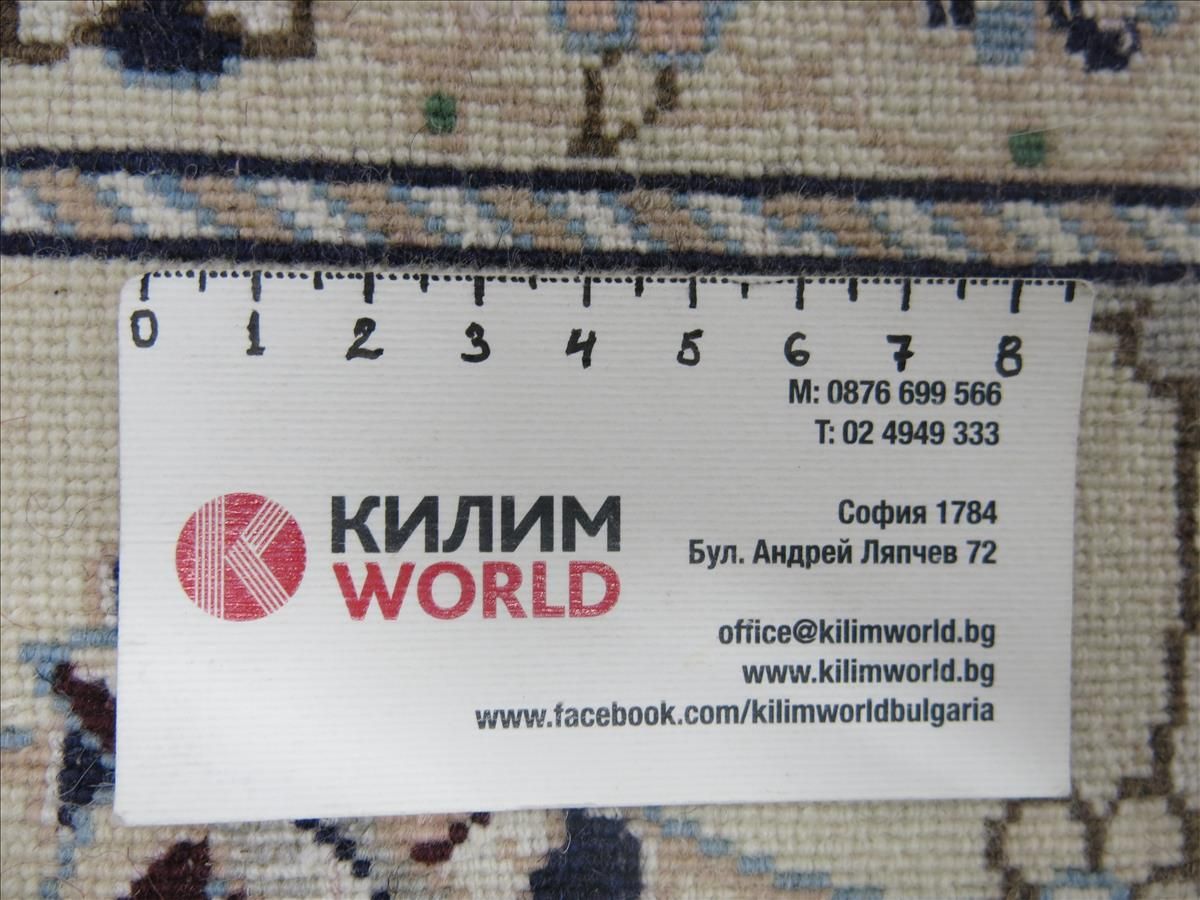 0 1 2 3 4 5 6 7 8
M: 0876 699 566
T: 02 4949 333
КИЛИМ
WORLD
София 1784
Бул. Андрей Ляпчев 72
office@kilimworld.bg
www.kilimworld.bg
www.facebook.com/kilimworldbulgaria